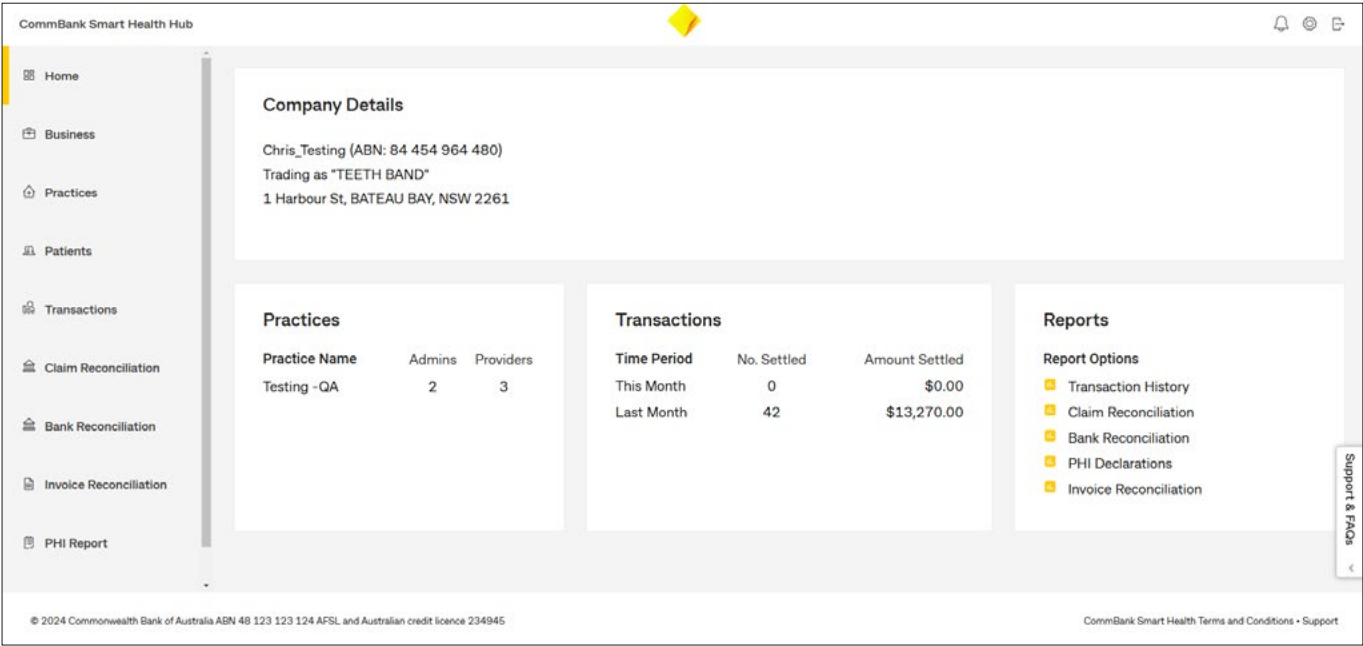 CommBank Smart Health Hub
Home
Business
Practices
Patients
Transactions
Claim Reconciliation
Bank Reconciliation
Invoice Reconciliation
PHI Report
Company Details
Chris_Testing (ABN: 84 454 964 480)
Trading as "TEETH BAND"
1 Harbour St, BATEAU BAY, NSW 2261
Practices
Practice Name Admins Providers
Testing -QA 2 3
Transactions
Time Period No. Settled Amount Settled
This Month 0 $0.00
Last Month 42 $13,270.00
Reports
Report Options
Transaction History
Claim Reconciliation
Bank Reconciliation
PHI Declarations
Invoice Reconciliation
Support & FAQs
© 2024 Commonwealth Bank of Australia ABN 48 123 123 124 AFSL and Australian credit licence 234945
CommBank Smart Health Terms and Conditions • Support